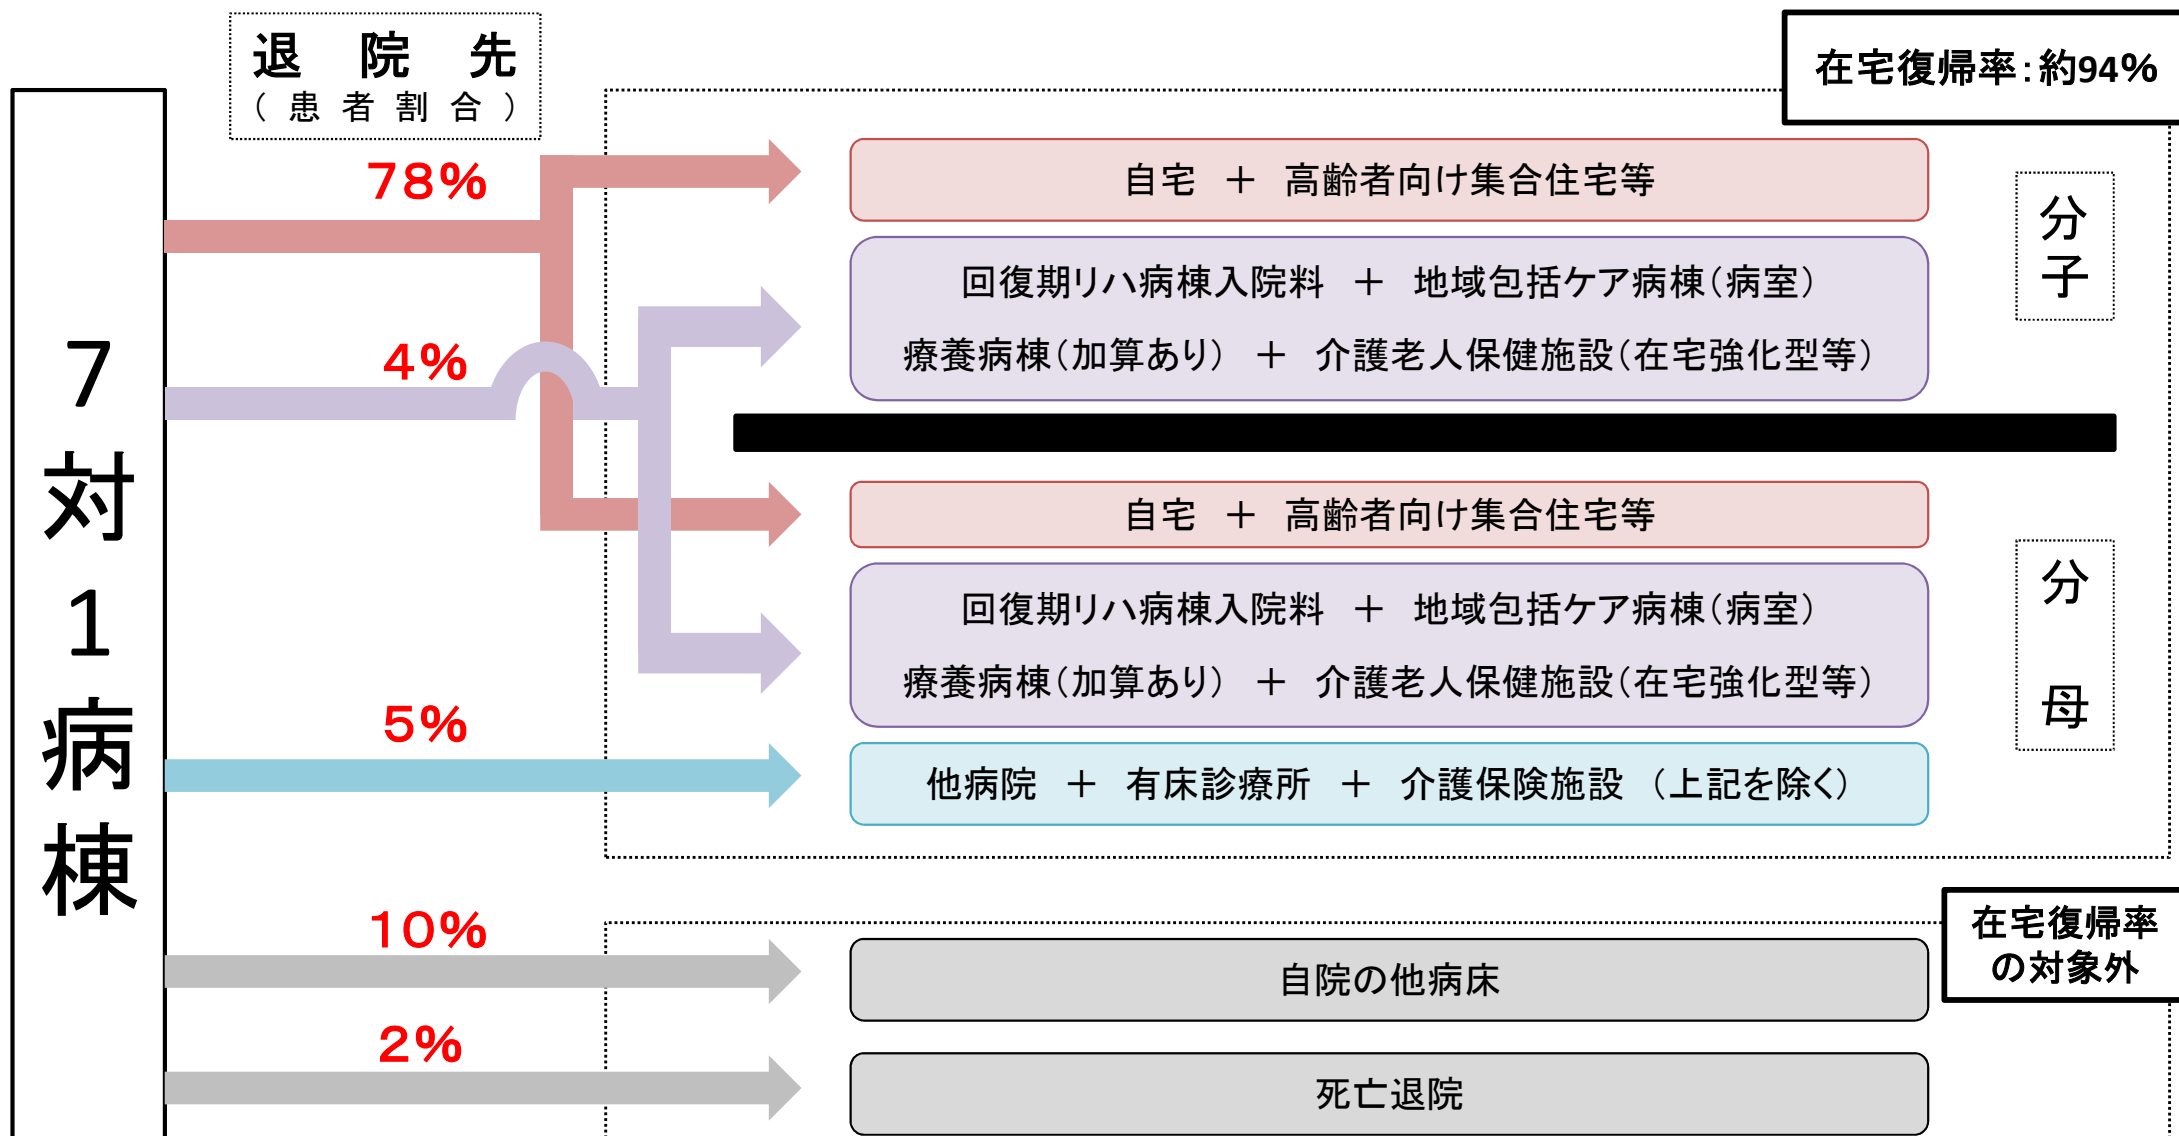 退院先
（患者割合）
在宅復帰率：約94%
7対1病棟
78%
自宅　＋　高齢者向け集合住宅等
分子
回復期リハ病棟入院料　＋　地域包括ケア病棟（病室）
療養病棟（加算あり）　＋　介護老人保健施設（在宅強化型等）
4%
自宅　＋　高齢者向け集合住宅等
分母
回復期リハ病棟入院料　＋　地域包括ケア病棟（病室）
療養病棟（加算あり）　＋　介護老人保健施設（在宅強化型等）
5%
他病院　＋　有床診療所　＋　介護保険施設　（上記を除く）
在宅復帰率
の対象外
10%
自院の他病床
2%
死亡退院